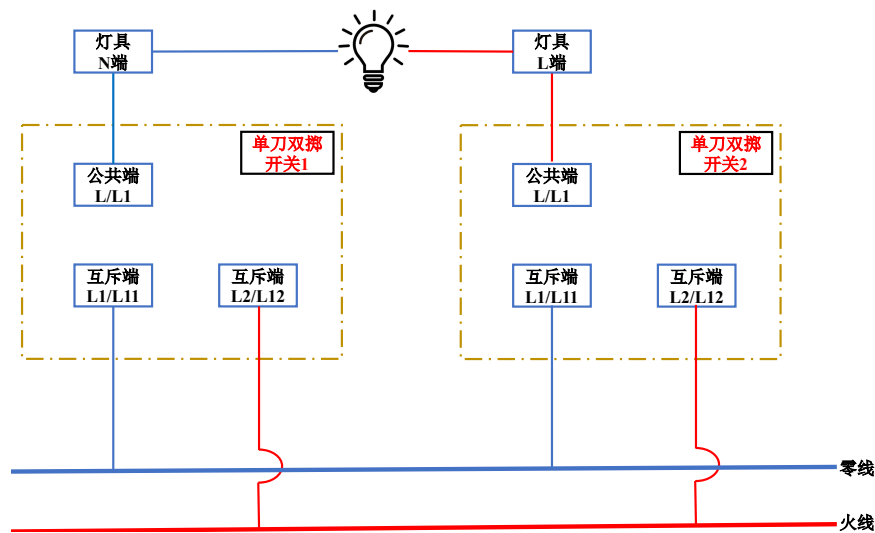 灯具
N端
灯具
L端
单刀双掷
开关1
公共端
L/L1
互斥端
L1/L11
互斥端
L2/L12
单刀双掷
开关2
公共端
L/L1
互斥端
L1/L11
互斥端
L2/L12
零线
火线